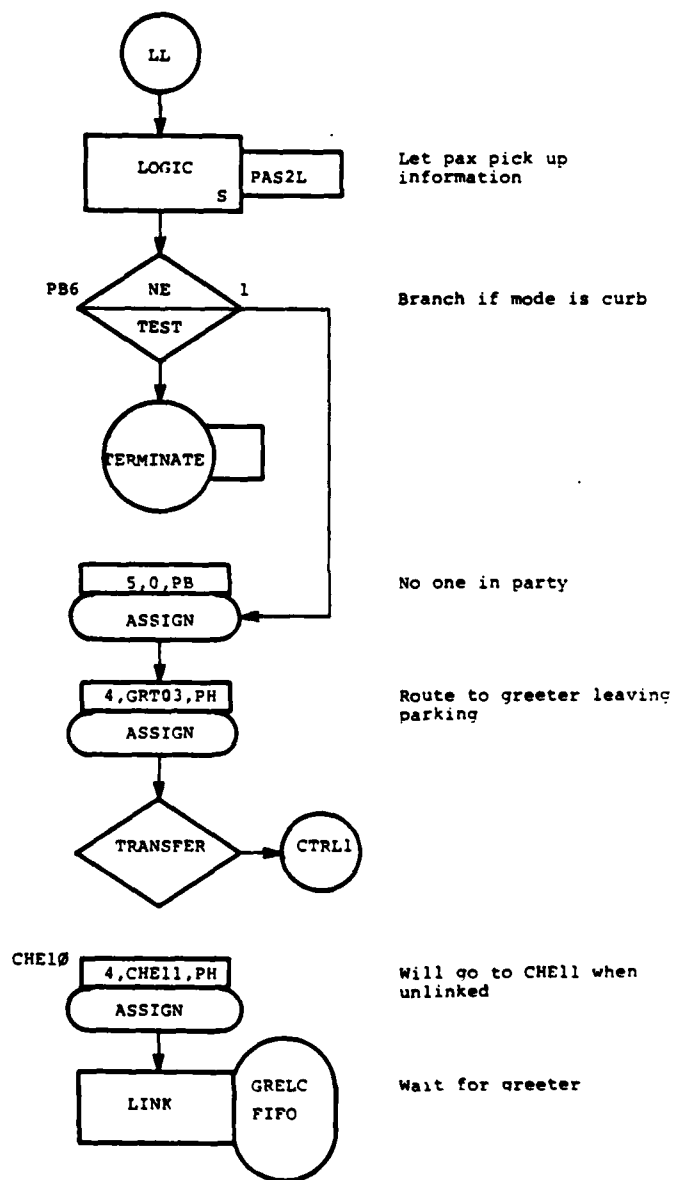 LL
LOGIC
S
PAS2L
Let pax pick up
information
PB6
NE
1
TEST
Branch if mode is curb
TERMINATE
5,0,PB
ASSIGN
No one in party
4,GRT03,PH
ASSIGN
Route to greeter leaving
parking
TRANSFER
CTRL1
CHE1Ø
4,CHE11,PH
ASSIGN
Will go to CHE11 when
unlinked
LINK
GRELC
FIFO
Wait for greeter